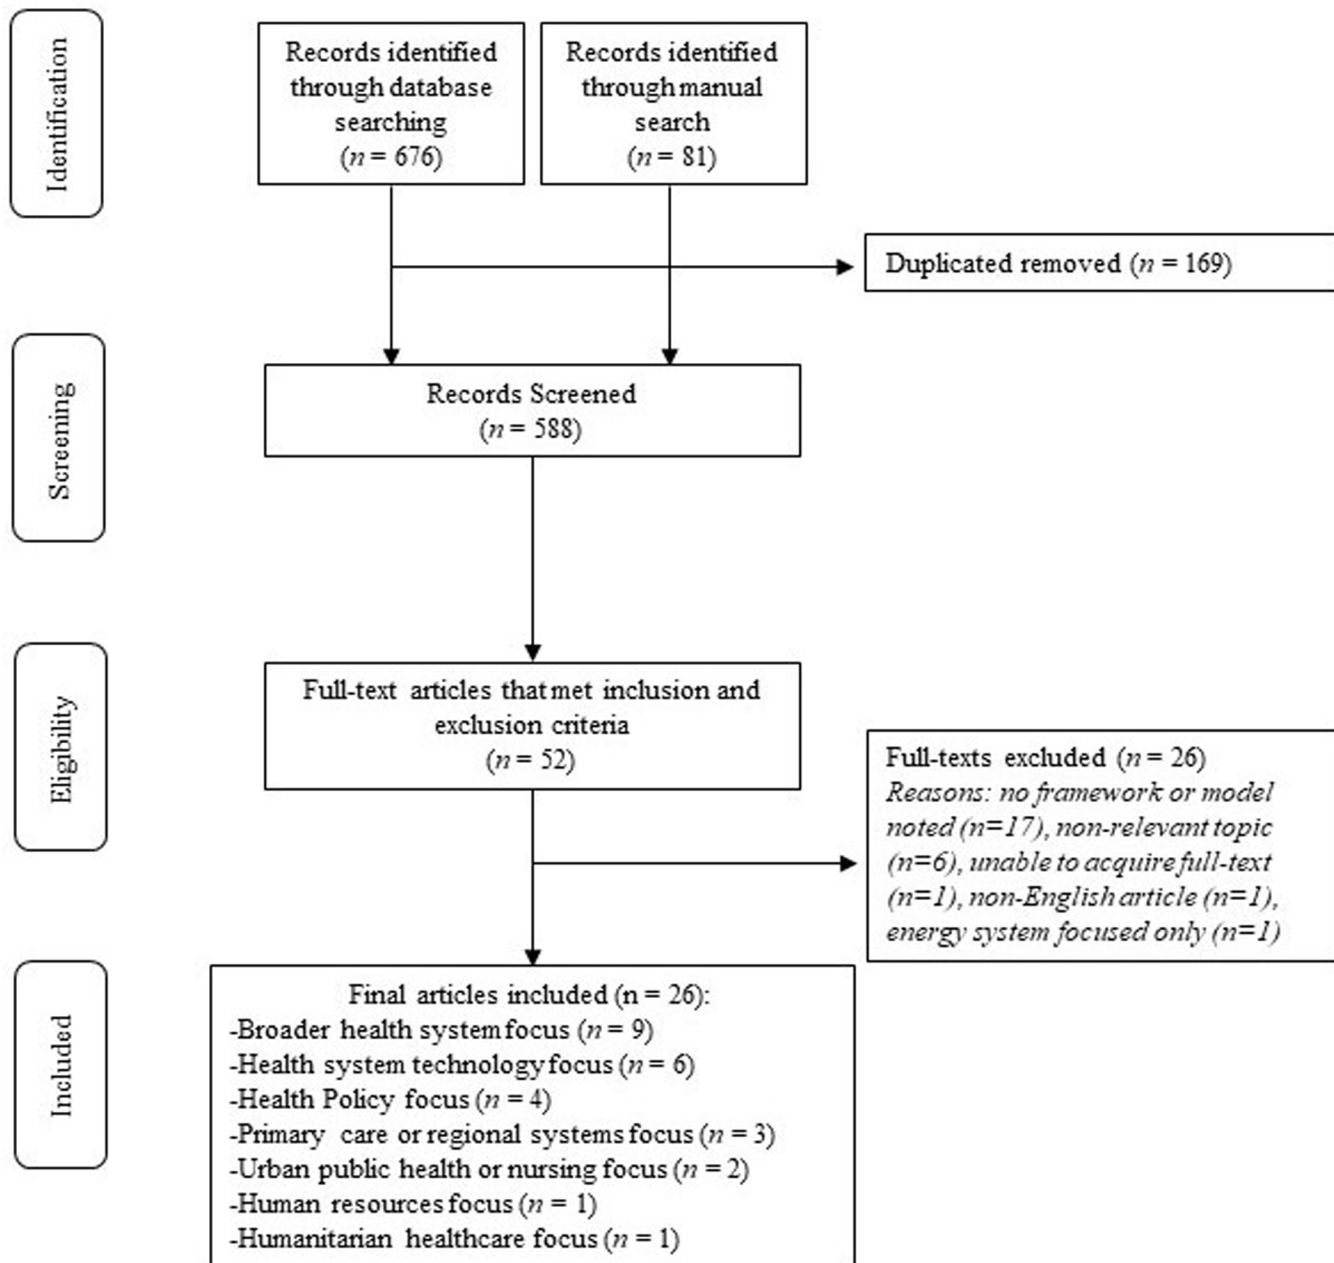 Identification
Records identified
through database
searching
(n = 676)
Records identified
through manual
search
(n = 81)
Duplicated removed (n = 169)
Screening
Records Screened
(n = 588)
Eligibility
Full-text articles that met inclusion and
exclusion criteria
(n = 52)
Full-texts excluded (n = 26)
Reasons: no framework or model
noted (n=17), non-relevant topic
(n=6), unable to acquire full-text
(n=1), non-English article (n=1),
energy system focused only (n=1)
Included
Final articles included (n = 26):
-Broader health system focus (n = 9)
-Health system technology focus (n = 6)
-Health Policy focus (n = 4)
-Primary care or regional systems focus (n = 3)
-Urban public health or nursing focus (n = 2)
-Human resources focus (n = 1)
-Humanitarian healthcare focus (n = 1)